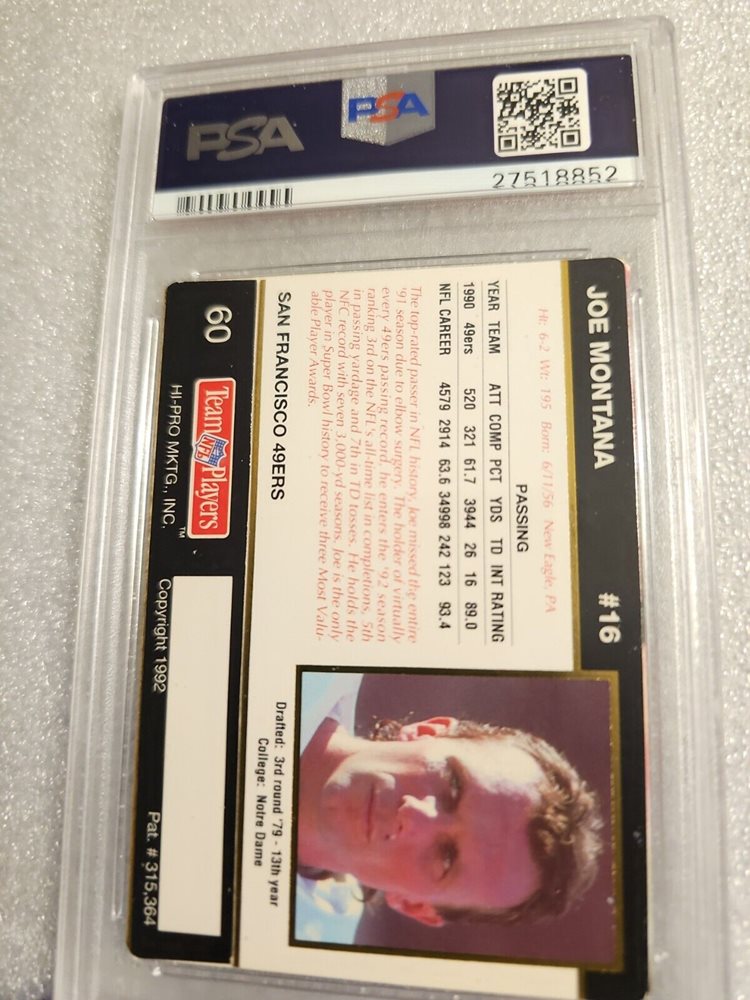 PSA
PSA
27518852
JOE MONTANA #16
Ht: 6-2 Wt: 195 Born: 6/11/56 New Eagle, PA
PASSING
YEAR TEAM ATT COMP PCT YDS TD INT RATING
1990 49ers 520 321 61.7 3944 26 16 89.0
NFL CAREER 4579 2914 63.6 34998 242 123 93.4
The top-rated passer in NFL history, Joe missed the entire
'91 season due to elbow surgery. The holder of virtually
every 49ers passing record, he enters the '92 season
ranking 3rd on the NFL's all-time list in completions, 5th
in passing yardage and 7th in TD tosses. He holds the
NFC record with seven 3,000-yd seasons. Joe is the only
player in Super Bowl history to receive three Most Valu-
able Player Awards.
SAN FRANCISCO 49ERS
Drafted: 3rd round '79 - 13th year
College: Notre Dame
60
Team NFL Players™
HI-PRO MKTG., INC.
Copyright 1992
Pat. # 315,364